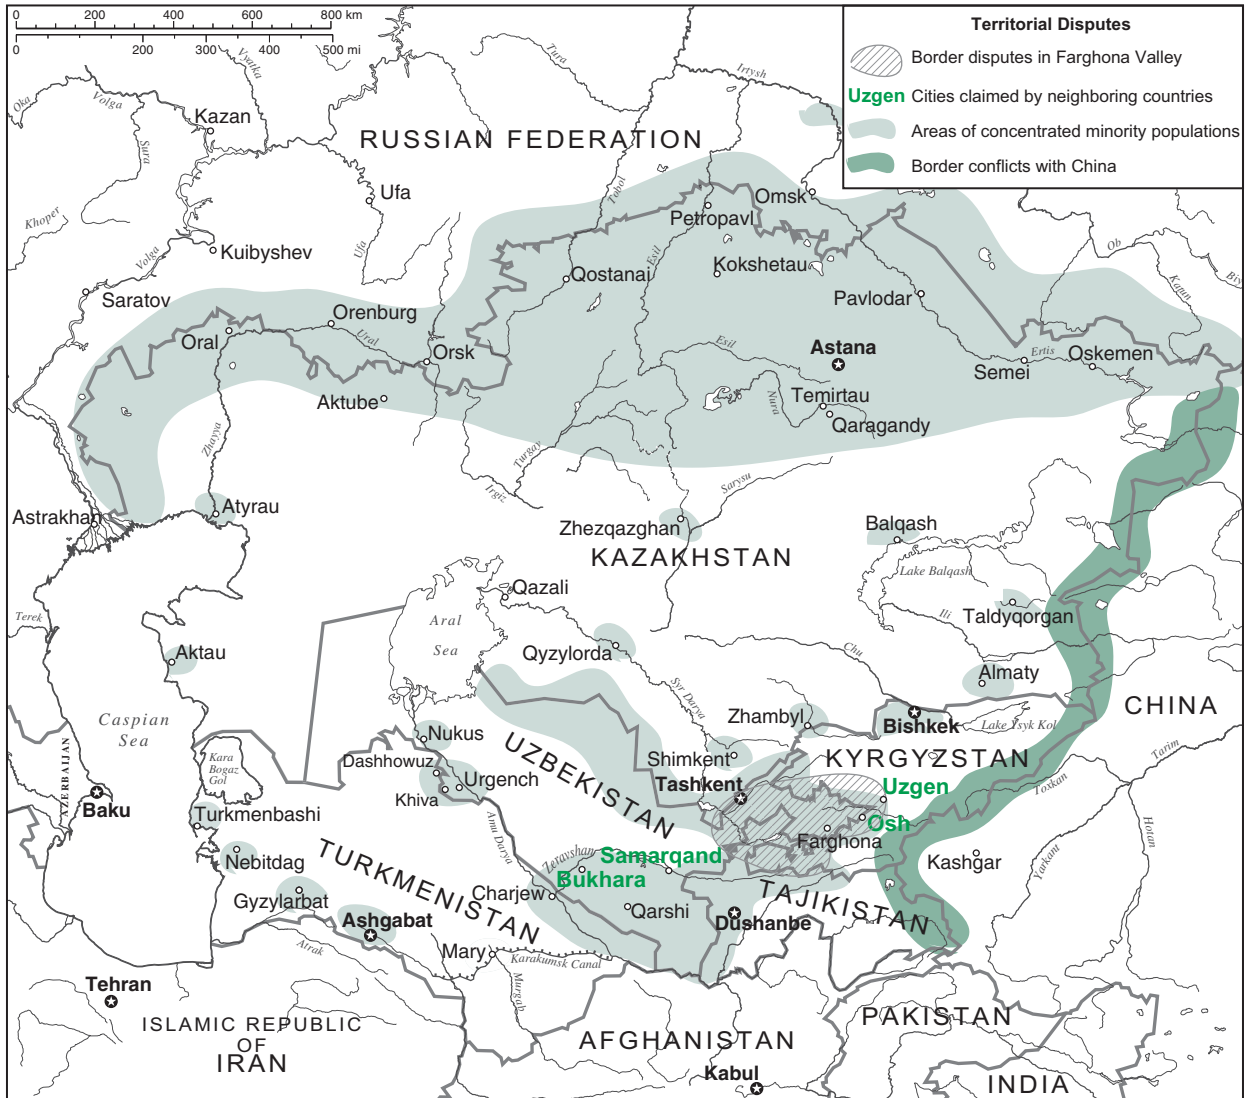 0 200 400 600 800 km
0 200 300 400 500 mi
Territorial Disputes
Border disputes in Farghona Valley
Uzgen Cities claimed by neighboring countries
Areas of concentrated minority populations
Border conflicts with China
Oka
Volga
Vyatka
Tura
Irtysh
Kazan
RUSSIAN FEDERATION
Sura
Ufa
Tobol
Omsk
Petropavl
Khoper
Kuibyshev
Volga
Ufa
Esil
Ob
Kokshetau
Qostanai
Katun
Biy
Saratov
Pavlodar
Orenburg
Oral
Ural
Orsk
Esil
Astana
Ertis
Oskemen
Semei
Aktube
Nura
Temirtau
Qaragandy
Zhayya
Turgay
Irgiz
Sarysu
Atyrau
Astrakhan
Zhezqazghan
Balqash
KAZAKHSTAN
Lake Balqash
Qazali
Terek
Aral
Sea
Ili
Taldyqorgan
Aktau
Qyzylorda
Chu
Almaty
Syr Darya
CHINA
Caspian
Sea
Zhambyl
Bishkek
Lake Ysyk Kol
Nukus
UZBEKISTAN
Shimkent
KYRGYZSTAN
Tarim
Kara
Bogaz
Gol
Dashhowuz
Urgench
Khiva
Tashkent
Uzgen
Toskan
AZERBAIJAN
Baku
Turkmenbashi
Amu Darya
Osh
Farghona
Hotan
Nebitdag
TURKMENISTAN
Zeravshan
Samarqand
Bukhara
Kashgar
Yarkant
Gyzylarbat
Charjew
Qarshi
TAJIKISTAN
Ashgabat
Dushanbe
Atrak
Mary
Karakumsk Canal
Murgab
Tehran
ISLAMIC REPUBLIC
OF
IRAN
AFGHANISTAN
PAKISTAN
Kabul
INDIA